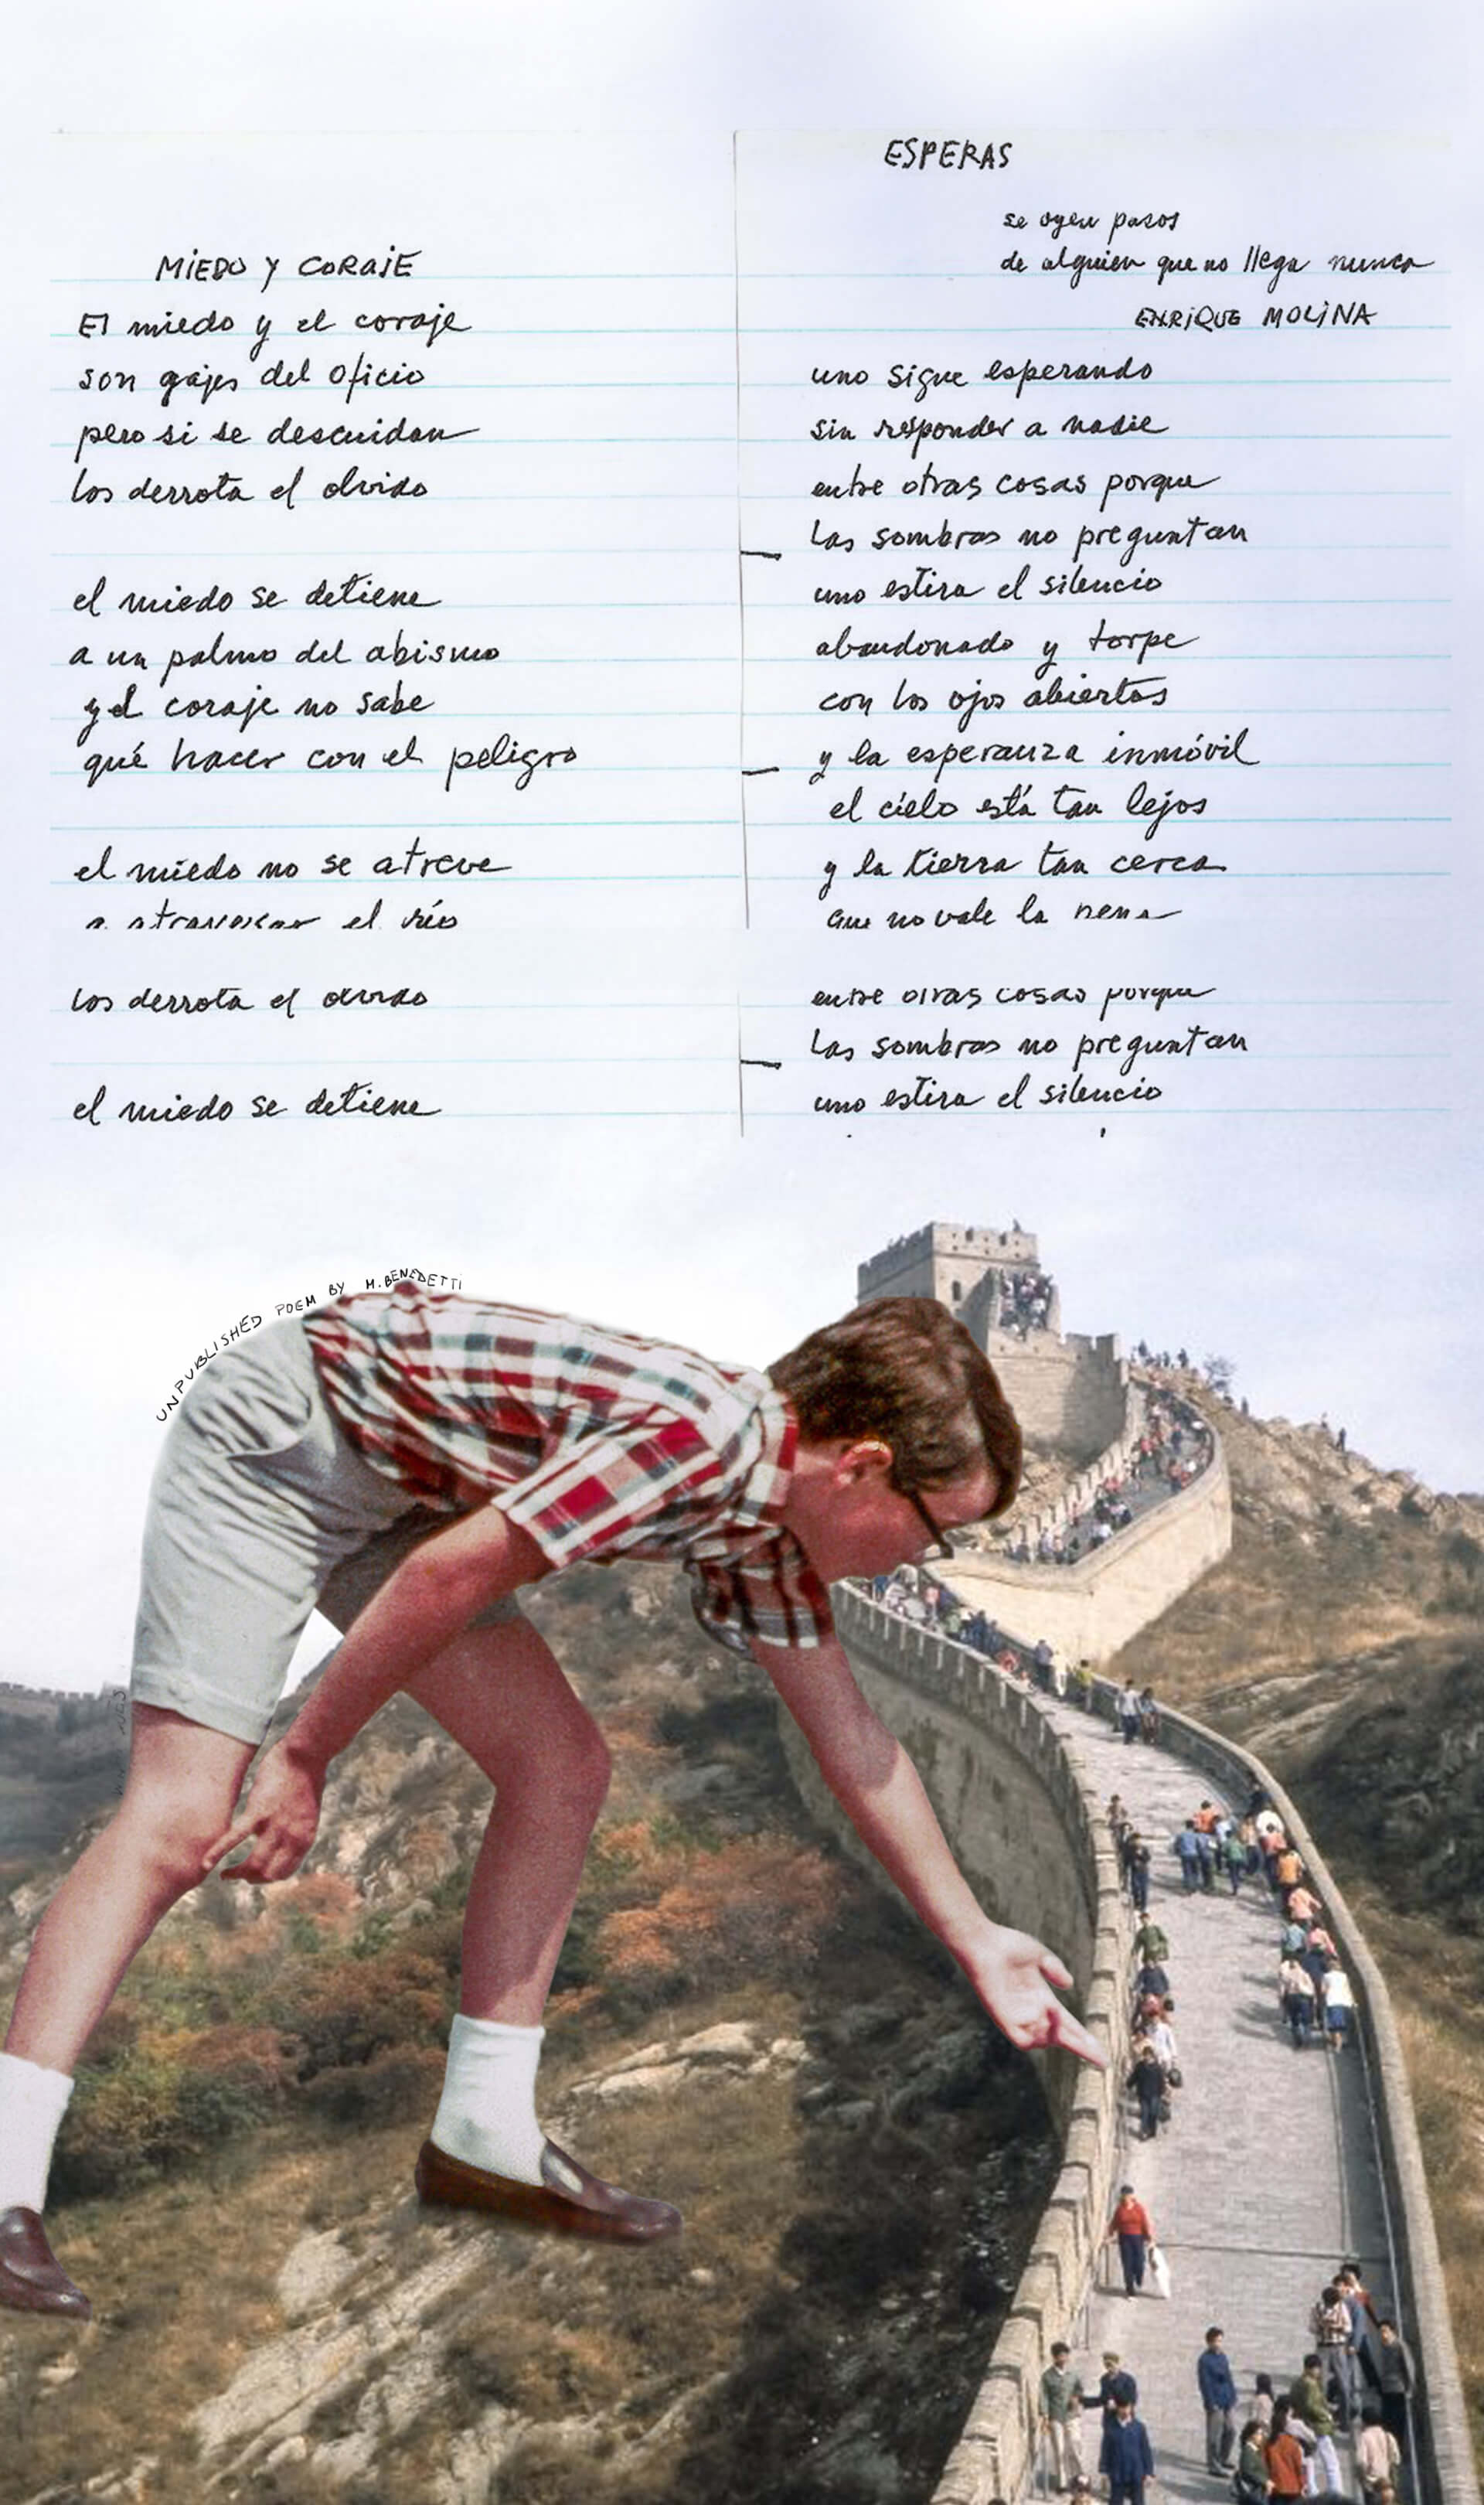 MIEDO Y CORAJE
El miedo y el coraje
son gajes del oficio
pero si se descuidan
los derrota el olvido
el miedo se detiene
a un palmo del abismo
y el coraje no sabe
qué hacer con el peligro
el miedo no se atreve
a atravesar el río
los derrota el olvido
el miedo se detiene
ESPERAS
se oyen pasos
de alguien que no llega nunca
ENRIQUE MOLINA
uno sigue esperando
sin responder a nadie
entre otras cosas porque
las sombras no preguntan
uno estira el silencio
abandonado y torpe
con los ojos abiertos
y la esperanza inmóvil
el cielo está tan lejos
y la tierra tan cerca
que no vale la pena
entre otras cosas porque
las sombras no preguntan
uno estira el silencio
UNPUBLISHED POEM BY M. BENEDETTI